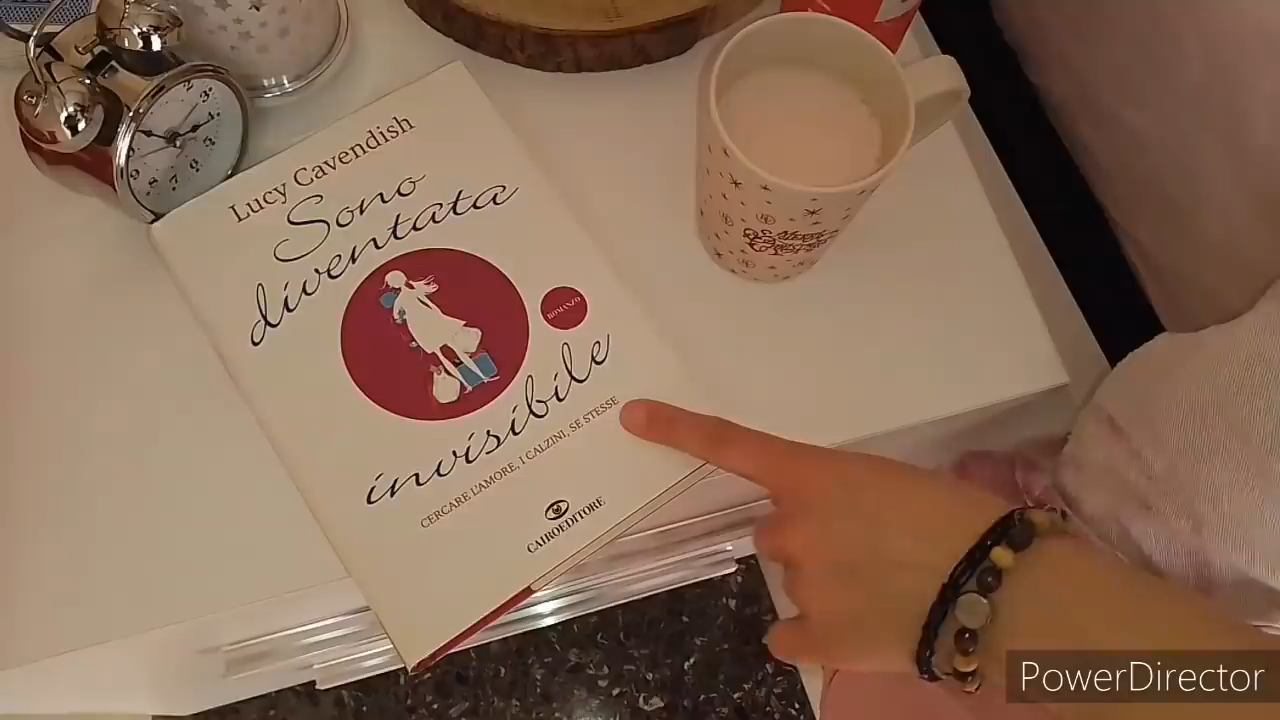 Lucy Cavendish
Sono
diventata
ROMANZO
invisibile
CERCARE L'AMORE, I CALZINI, SE STESSE
CAIROEDITORE
PowerDirector